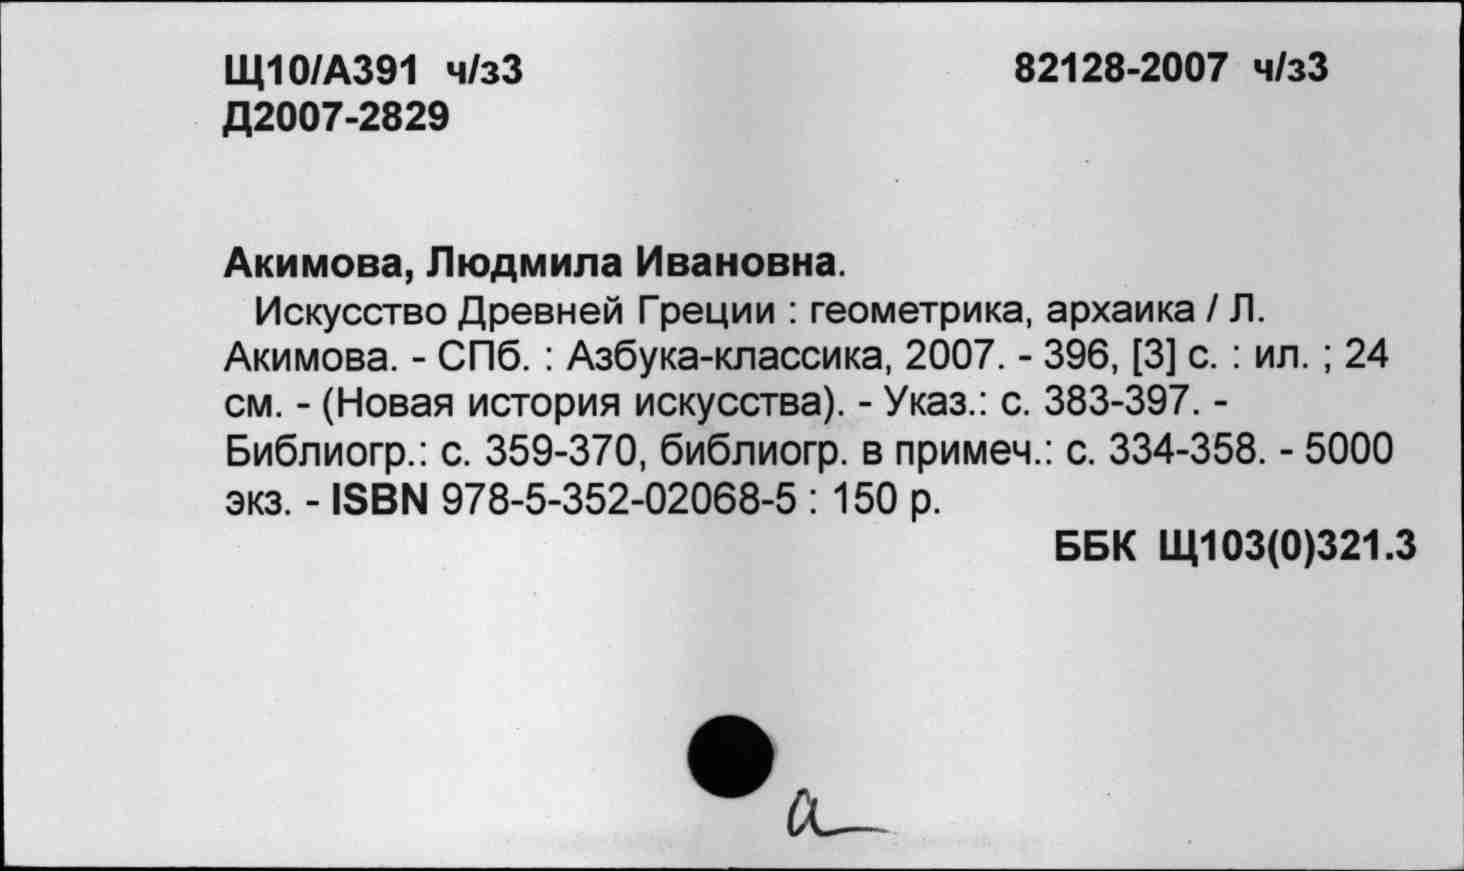 Щ10/А391 ч/з3
82128-2007 ч/з3
Д2007-2829
Акимова, Людмила Ивановна.
Искусство Древней Греции : геометрика, архаика / Л.
Акимова. - СПб. : Азбука-классика, 2007. - 396, [3] с. : ил. ; 24
см. - (Новая история искусства). - Указ.: с. 383-397. -
Библиогр.: с. 359-370, библиогр. в примеч.: с. 334-358. - 5000
экз. - ISBN 978-5-352-02068-5 : 150 р.
ББК Щ103(0)321.3
а